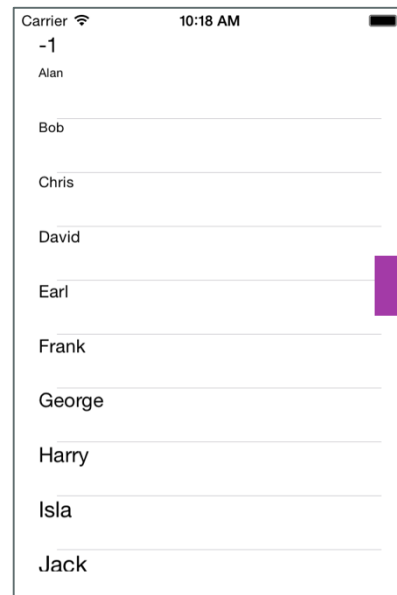 Carrier 10:18 AM
-1
Alan
Bob
Chris
David
Earl
Frank
George
Harry
Isla
Jack